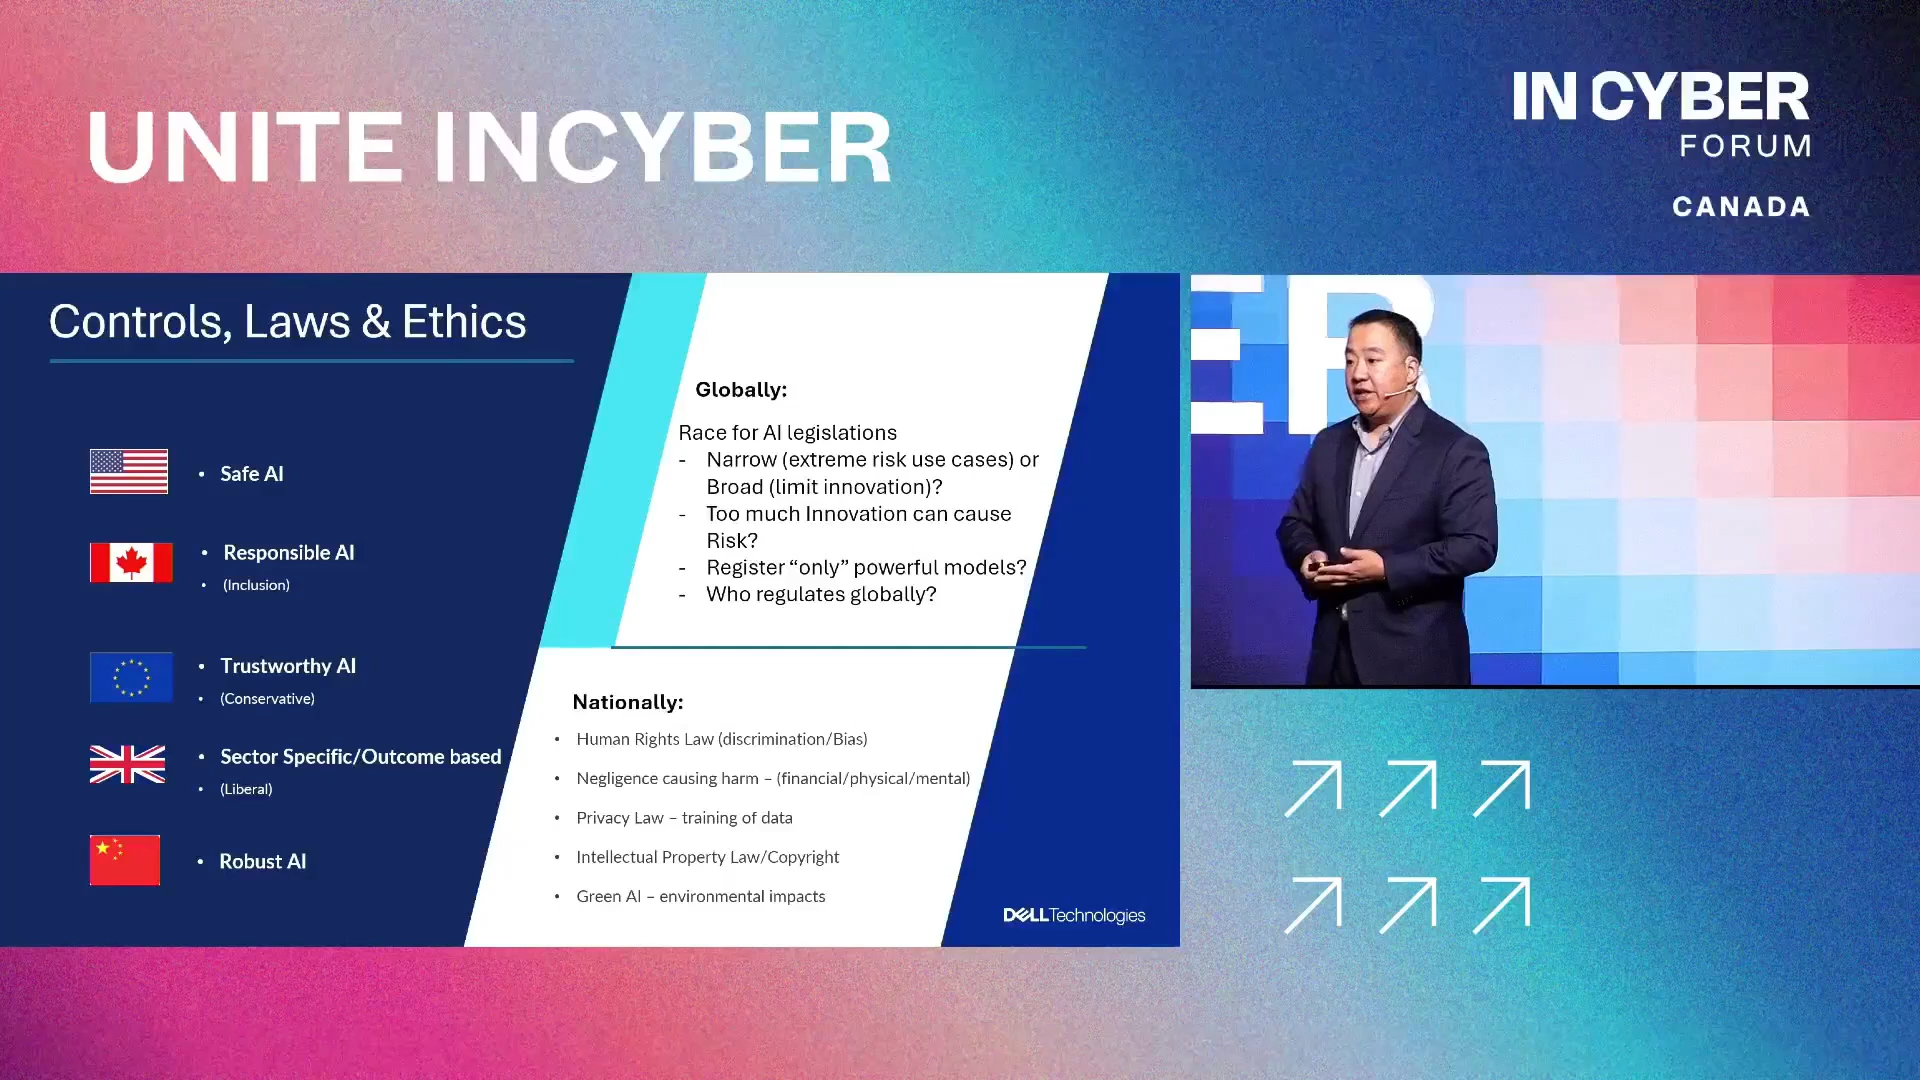 UNITE INCYBER
IN CYBER
FORUM
CANADA
Controls, Laws & Ethics
• Safe AI
• Responsible AI
• (Inclusion)
• Trustworthy AI
• (Conservative)
• Sector Specific/Outcome based
• (Liberal)
• Robust AI
Globally:
Race for AI legislations
- Narrow (extreme risk use cases) or
Broad (limit innovation)?
- Too much Innovation can cause
Risk?
- Register “only” powerful models?
- Who regulates globally?
Nationally:
• Human Rights Law (discrimination/Bias)
• Negligence causing harm – (financial/physical/mental)
• Privacy Law – training of data
• Intellectual Property Law/Copyright
• Green AI – environmental impacts
DELLTechnologies
ER